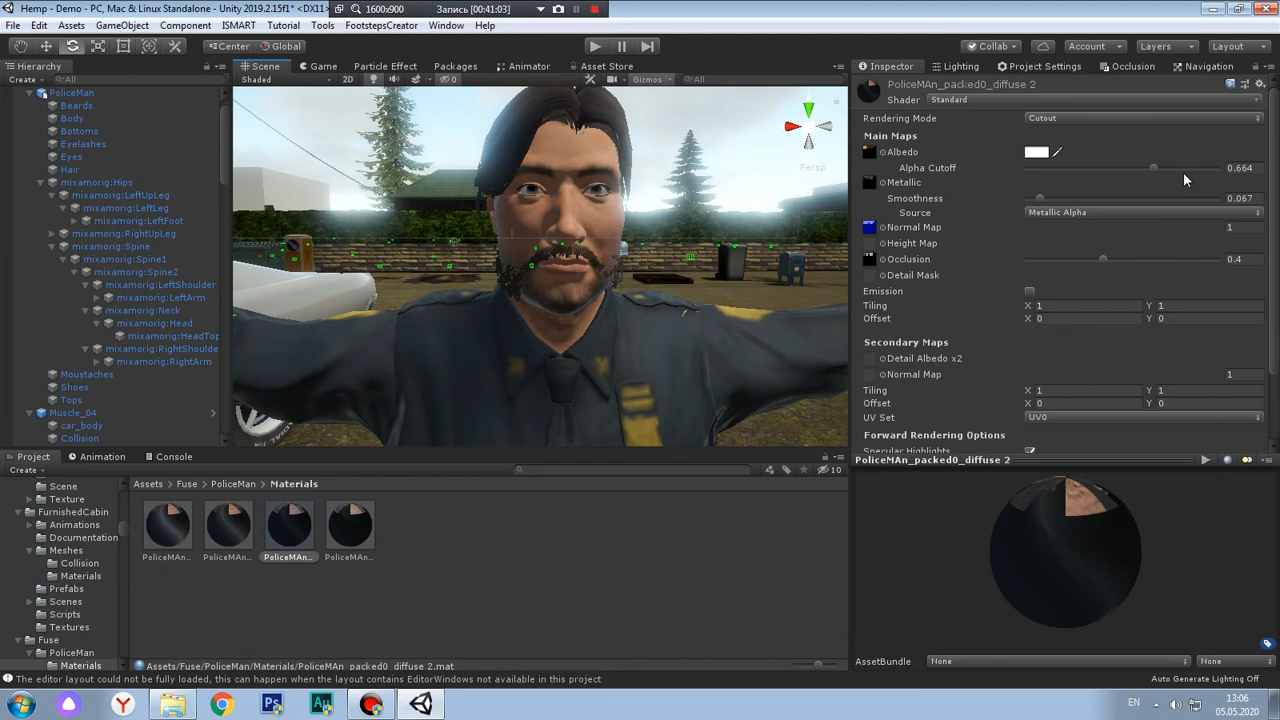 Hemp - Demo - PC, Mac & Linux Standalone - Unity 2019.2.15f1* <DX11>
1600x900
Запись [00:41:03]
File Edit Assets GameObject Component ISMART Tutorial Tools FootstepsCreator Window Help
Center Global
Collab Account Layers Layout
Hierarchy
Create All
PoliceMan
Beards
Body
Bottoms
Eyelashes
Eyes
Hair
mixamorig:Hips
mixamorig:LeftUpLeg
mixamorig:LeftLeg
mixamorig:LeftFoot
mixamorig:RightUpLeg
mixamorig:Spine
mixamorig:Spine1
mixamorig:Spine2
mixamorig:LeftShoulder
mixamorig:LeftArm
mixamorig:Neck
mixamorig:Head
mixamorig:HeadTop
mixamorig:RightShoulde
mixamorig:RightArm
Moustaches
Shoes
Tops
Muscle_04
car_body
Collision
Scene Game Particle Effect Packages Animator Asset Store
Shaded 2D 0 Gizmos All
Persp
Inspector Lighting Project Settings Occlusion Navigation
PoliceMAn_packed0_diffuse 2
Shader Standard
Rendering Mode Cutout
Main Maps
Albedo
Alpha Cutoff 0.664
Metallic
Smoothness 0.067
Source Metallic Alpha
Normal Map 1
Height Map
Occlusion 0.4
Detail Mask
Emission
Tiling X 1 Y 1
Offset X 0 Y 0
Secondary Maps
Detail Albedo x2
Normal Map 1
Tiling X 1 Y 1
Offset X 0 Y 0
UV Set UV0
Forward Rendering Options
Specular Highlights
PoliceMAn_packed0_diffuse 2
AssetBundle None None
Auto Generate Lighting Off
Project Animation Console
Create 10
Scene
Texture
FurnishedCabin
Animations
Documentation
Meshes
Collision
Materials
Prefabs
Scenes
Scripts
Textures
Fuse
PoliceMan
Materials
Assets Fuse PoliceMan Materials
PoliceMAn... PoliceMAn... PoliceMAn... PoliceMAn...
Assets/Fuse/PoliceMan/Materials/PoliceMAn_packed0_diffuse 2.mat
The editor layout could not be fully loaded, this can happen when the layout contains EditorWindows not available in this project
Ps Au
EN
13:06
05.05.2020